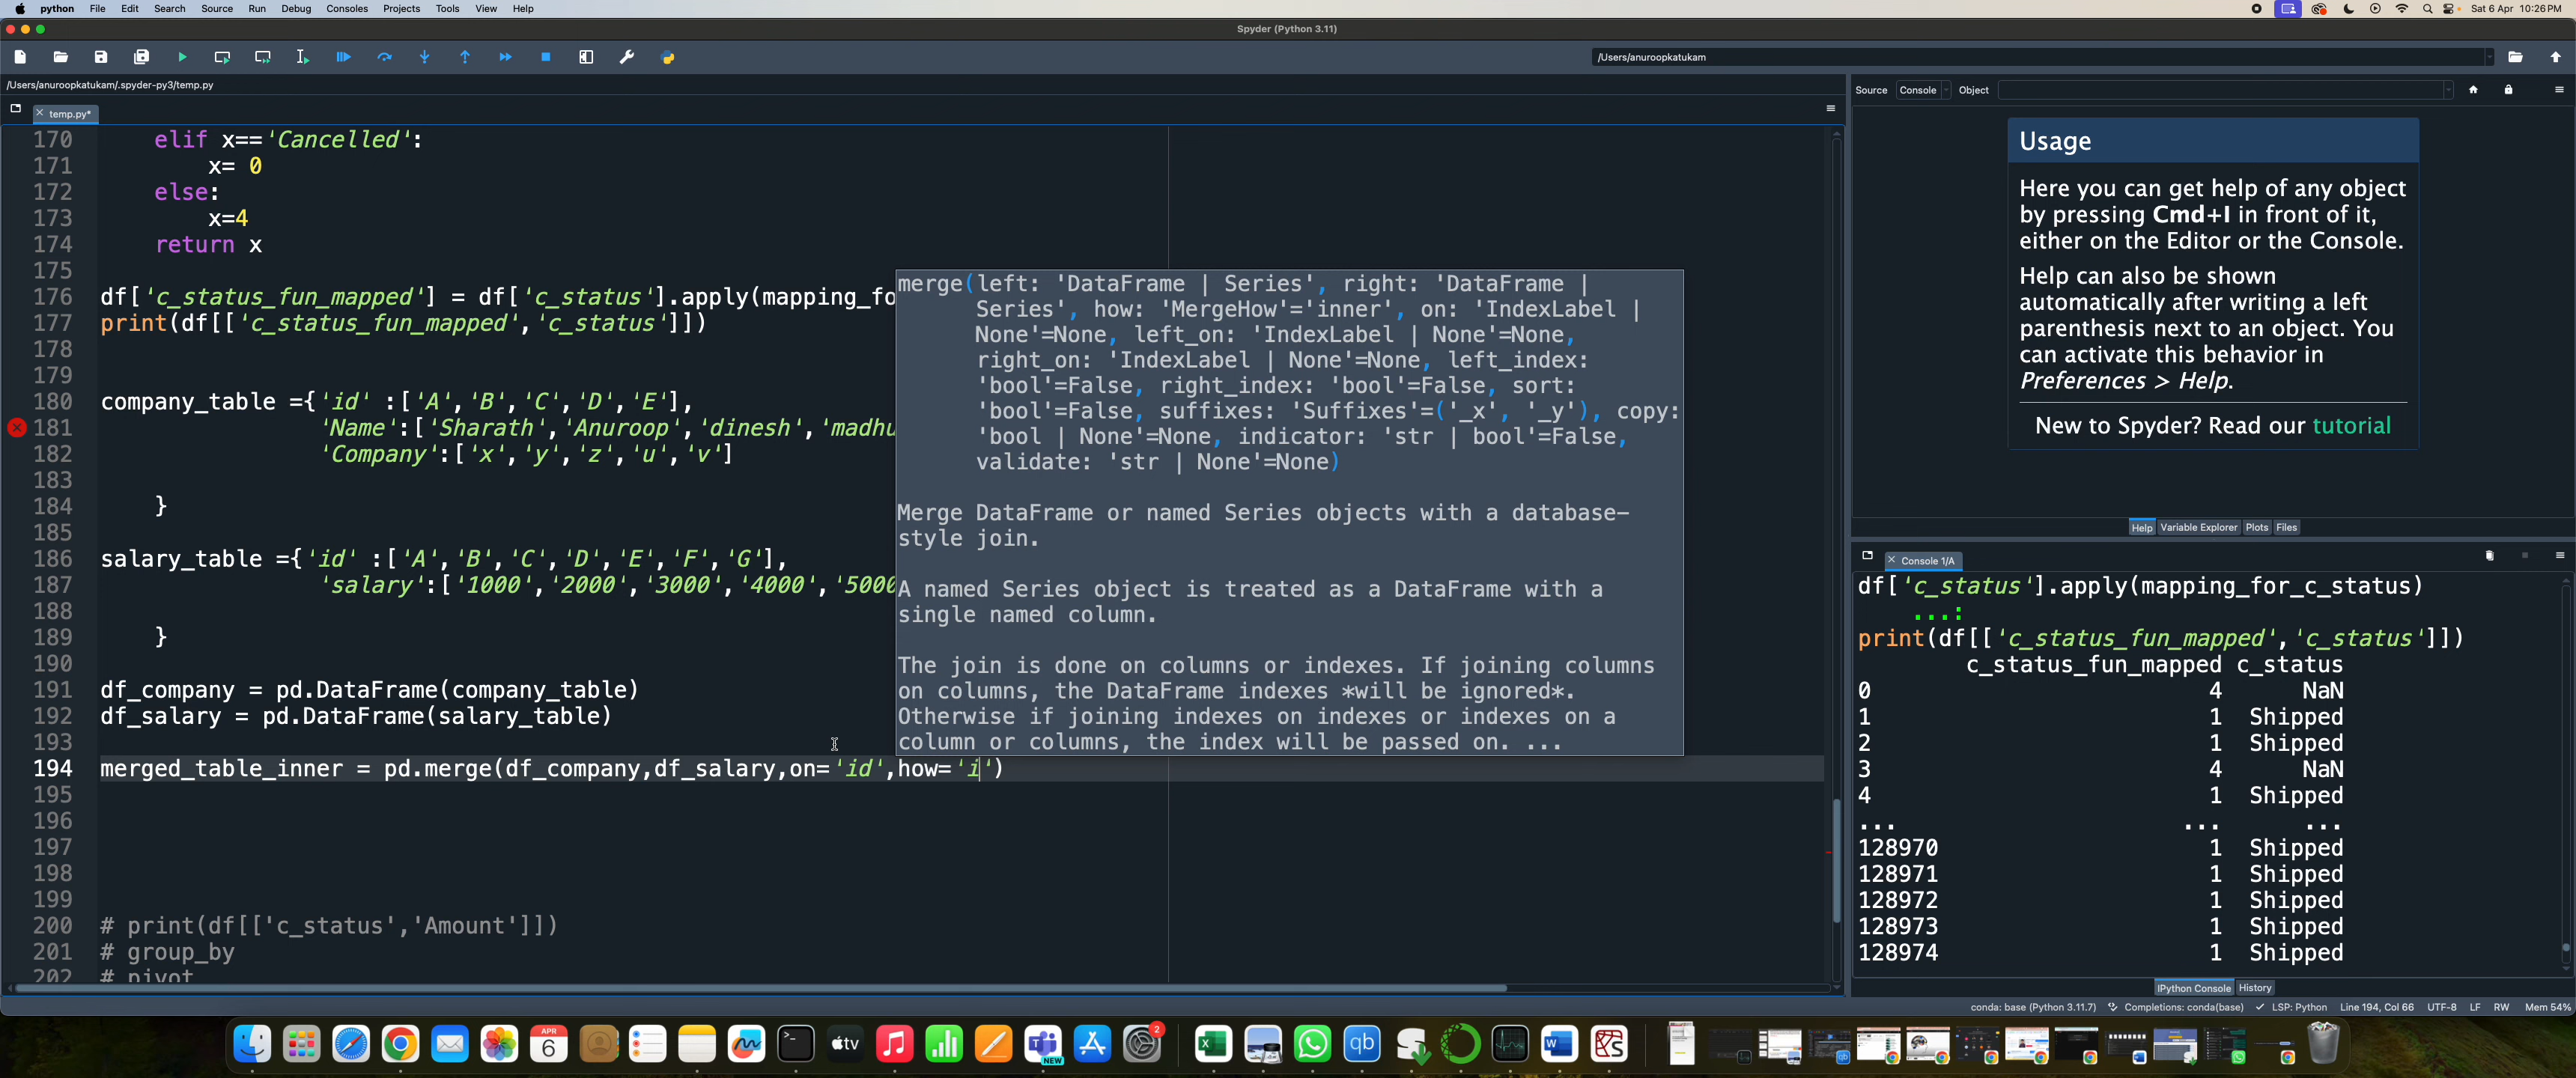 python File Edit Search Source Run Debug Consoles Projects Tools View Help
Sat 6 Apr 10:26 PM
Spyder (Python 3.11)
/Users/anuroopkatukam
/Users/anuroopkatukam/.spyder-py3/temp.py
temp.py*
170 elif x=='Cancelled':
171 x= 0
172 else:
173 x=4
174 return x
175
176 df['c_status_fun_mapped'] = df['c_status'].apply(mapping_fo
177 print(df[['c_status_fun_mapped','c_status']])
178
179
180 company_table ={'id' :['A','B','C','D','E'],
181 'Name':['Sharath','Anuroop','dinesh','madhu
182 'Company':['x','y','z','u','v']
183
184 }
185
186 salary_table ={'id' :['A','B','C','D','E','F','G'],
187 'salary':['1000','2000','3000','4000','5000
188
189 }
190
191 df_company = pd.DataFrame(company_table)
192 df_salary = pd.DataFrame(salary_table)
193
194 merged_table_inner = pd.merge(df_company,df_salary,on='id',how='i')
195
196
197
198
199
200 # print(df[['c_status','Amount']])
201 # group_by
202 # pivot
merge(left: 'DataFrame | Series', right: 'DataFrame |
Series', how: 'MergeHow'='inner', on: 'IndexLabel |
None'=None, left_on: 'IndexLabel | None'=None,
right_on: 'IndexLabel | None'=None, left_index:
'bool'=False, right_index: 'bool'=False, sort:
'bool'=False, suffixes: 'Suffixes'=('_x', '_y'), copy:
'bool | None'=None, indicator: 'str | bool'=False,
validate: 'str | None'=None)
Merge DataFrame or named Series objects with a database-
style join.
A named Series object is treated as a DataFrame with a
single named column.
The join is done on columns or indexes. If joining columns
on columns, the DataFrame indexes *will be ignored*.
Otherwise if joining indexes on indexes or indexes on a
column or columns, the index will be passed on. ...
Source Console Object
Usage
Here you can get help of any object
by pressing Cmd+I in front of it,
either on the Editor or the Console.
Help can also be shown
automatically after writing a left
parenthesis next to an object. You
can activate this behavior in
Preferences > Help.
New to Spyder? Read our tutorial
Help Variable Explorer Plots Files
Console 1/A
df['c_status'].apply(mapping_for_c_status)
...:
print(df[['c_status_fun_mapped','c_status']])
c_status_fun_mapped c_status
0 4 NaN
1 1 Shipped
2 1 Shipped
3 4 NaN
4 1 Shipped
... ... ...
128970 1 Shipped
128971 1 Shipped
128972 1 Shipped
128973 1 Shipped
128974 1 Shipped
IPython Console History
conda: base (Python 3.11.7) Completions: conda(base) LSP: Python Line 194, Col 66 UTF-8 LF RW Mem 54%
APR
6
tv
NEW
2
qb
W